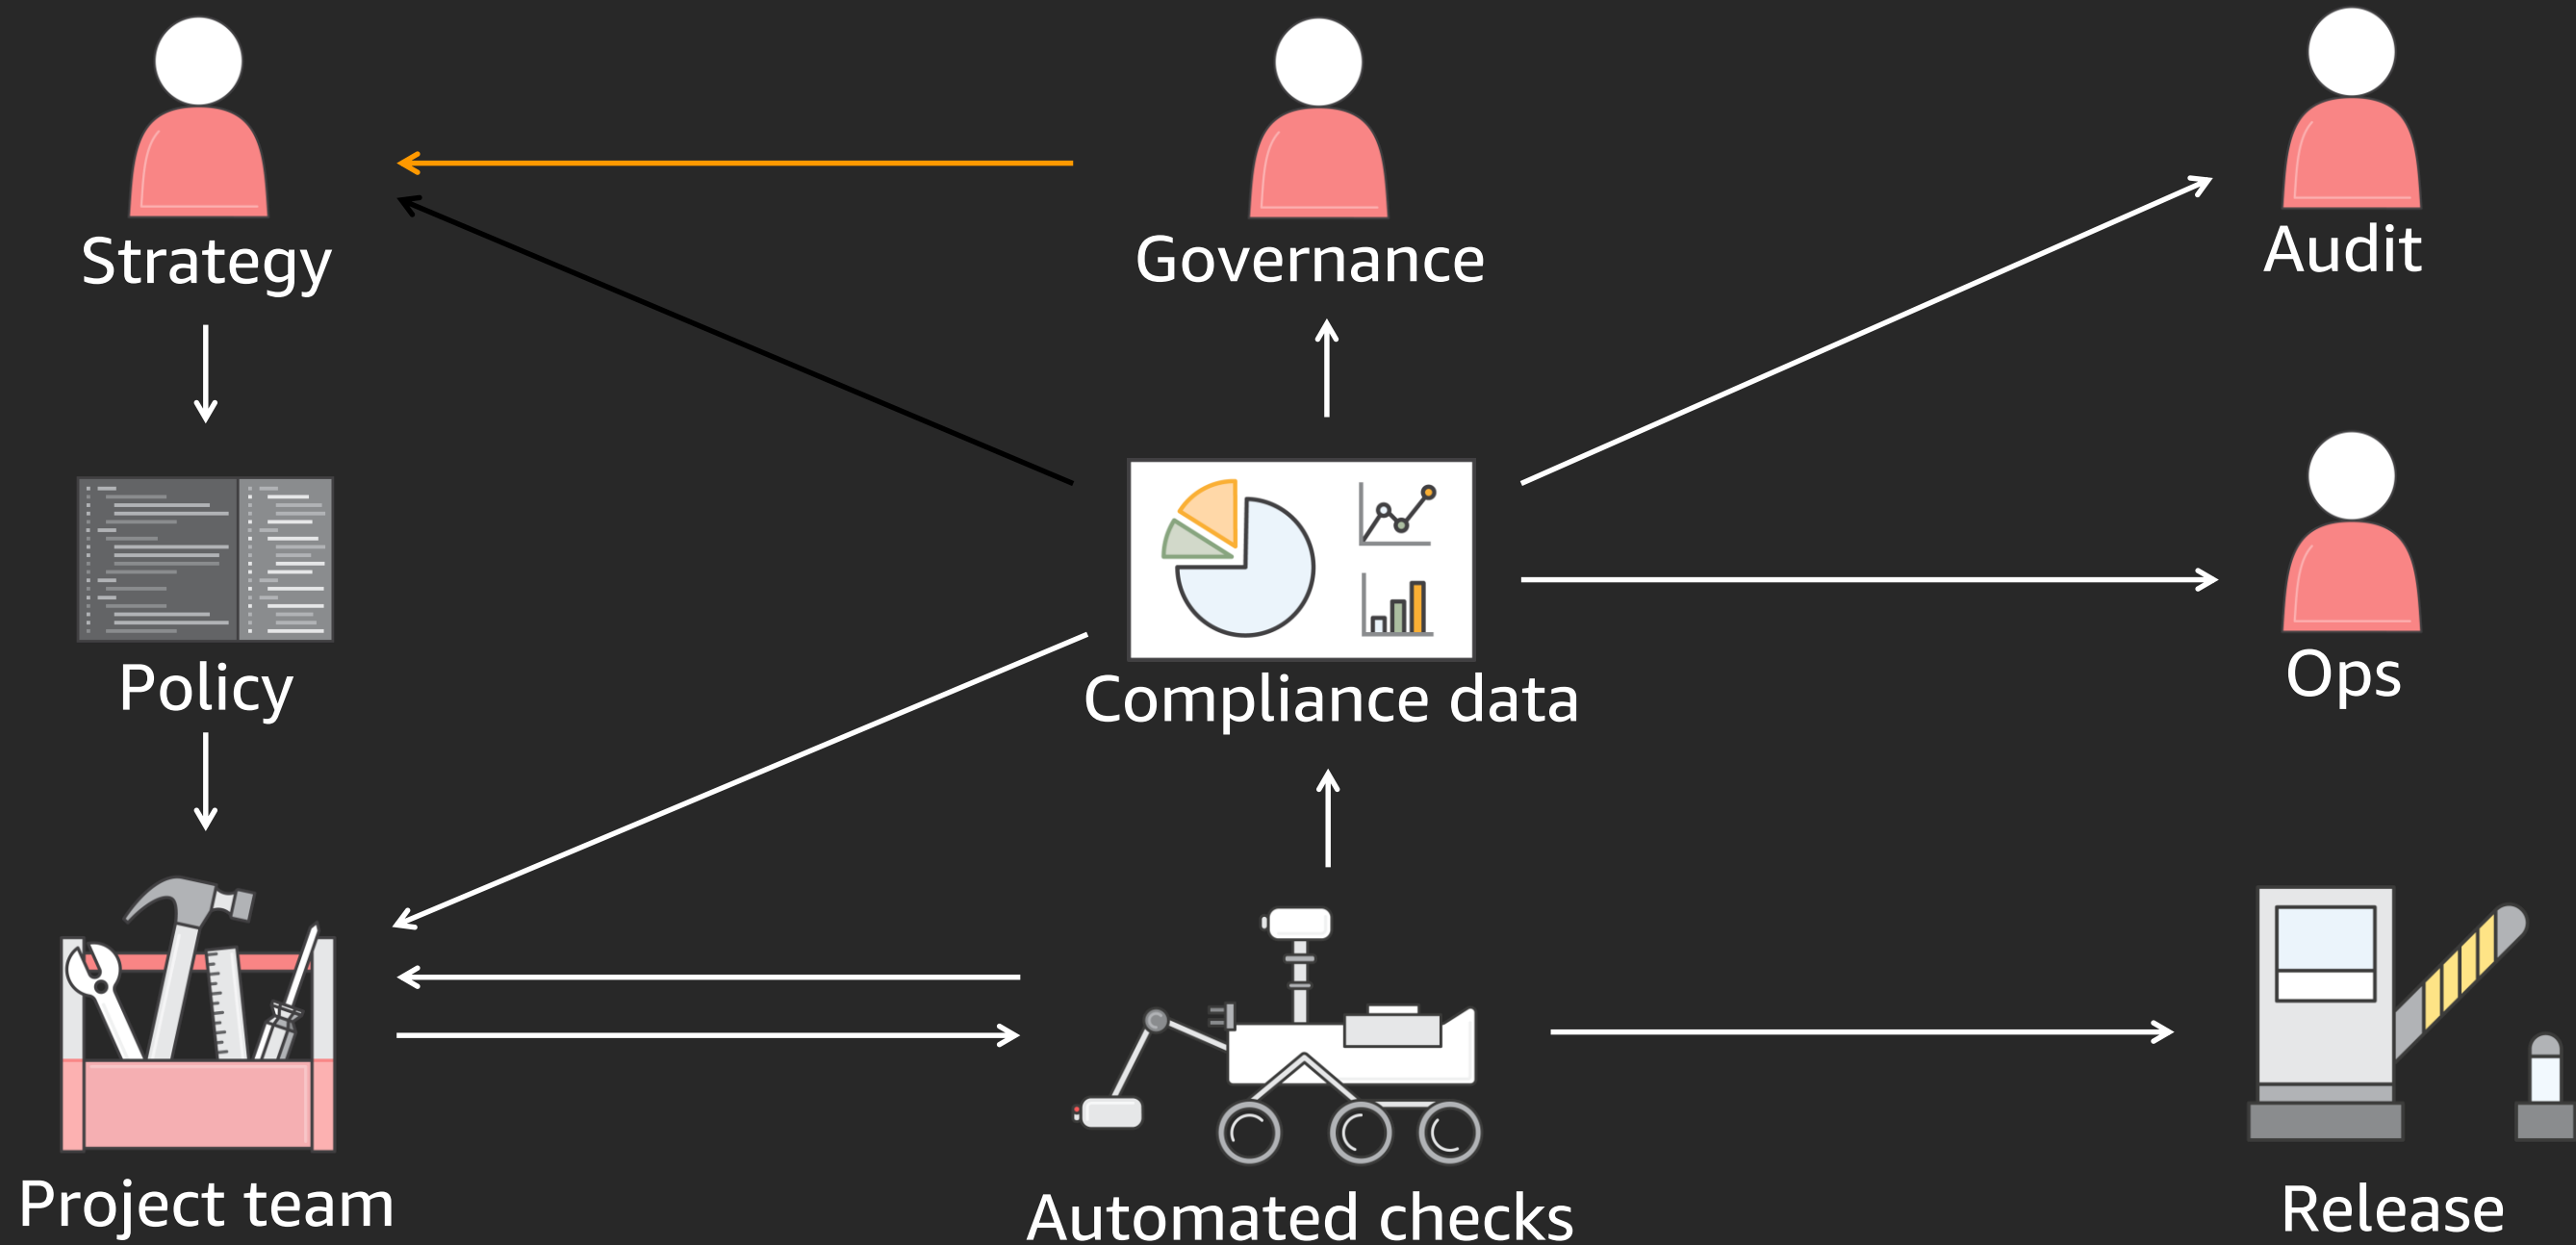 Strategy
Governance
Audit
Policy
Compliance data
Ops
Project team
Automated checks
Release